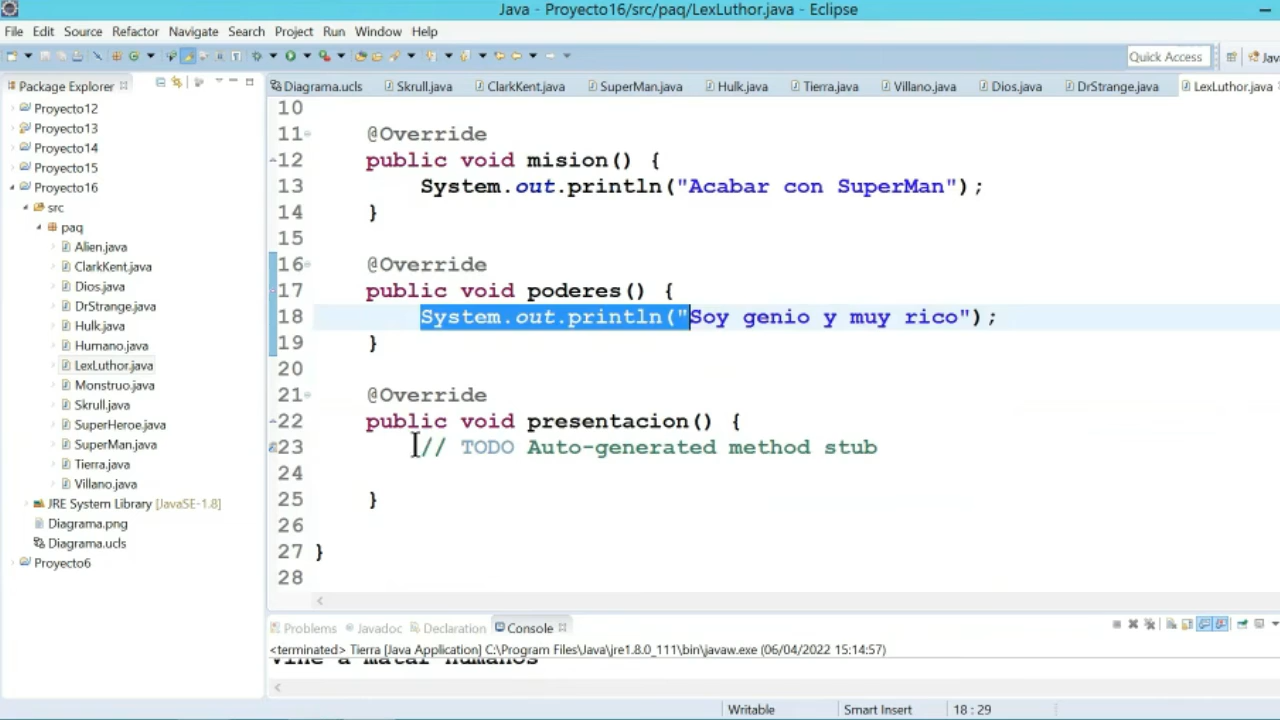 Java - Proyecto16/src/paq/LexLuthor.java - Eclipse
File Edit Source Refactor Navigate Search Project Run Window Help
Quick Access
Jav
Package Explorer
Proyecto12
Proyecto13
Proyecto14
Proyecto15
Proyecto16
src
paq
Alien.java
ClarkKent.java
Dios.java
DrStrange.java
Hulk.java
Humano.java
LexLuthor.java
Monstruo.java
Skrull.java
SuperHeroe.java
SuperMan.java
Tierra.java
Villano.java
JRE System Library [JavaSE-1.8]
Diagrama.png
Diagrama.ucls
Proyecto6
Diagrama.ucls Skrull.java ClarkKent.java SuperMan.java Hulk.java Tierra.java Villano.java Dios.java DrStrange.java LexLuthor.java
10
11 @Override
12 public void mision() {
13 System.out.println("Acabar con SuperMan");
14 }
15
16 @Override
17 public void poderes() {
18 System.out.println("Soy genio y muy rico");
19 }
20
21 @Override
22 public void presentacion() {
23 // TODO Auto-generated method stub
24
25 }
26
27 }
28
Problems Javadoc Declaration Console
<terminated> Tierra [Java Application] C:\Program Files\Java\jre1.8.0_111\bin\javaw.exe (06/04/2022 15:14:57)
vine a matar humanos
Writable Smart Insert 18 : 29